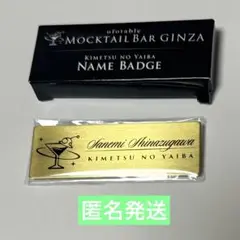 ufotable
MOCKTAIL BAR GINZA
KIMETSU NO YAIBA
NAME BADGE
Sanemi Shinazugawa
KIMETSU NO YAIBA
匿名発送